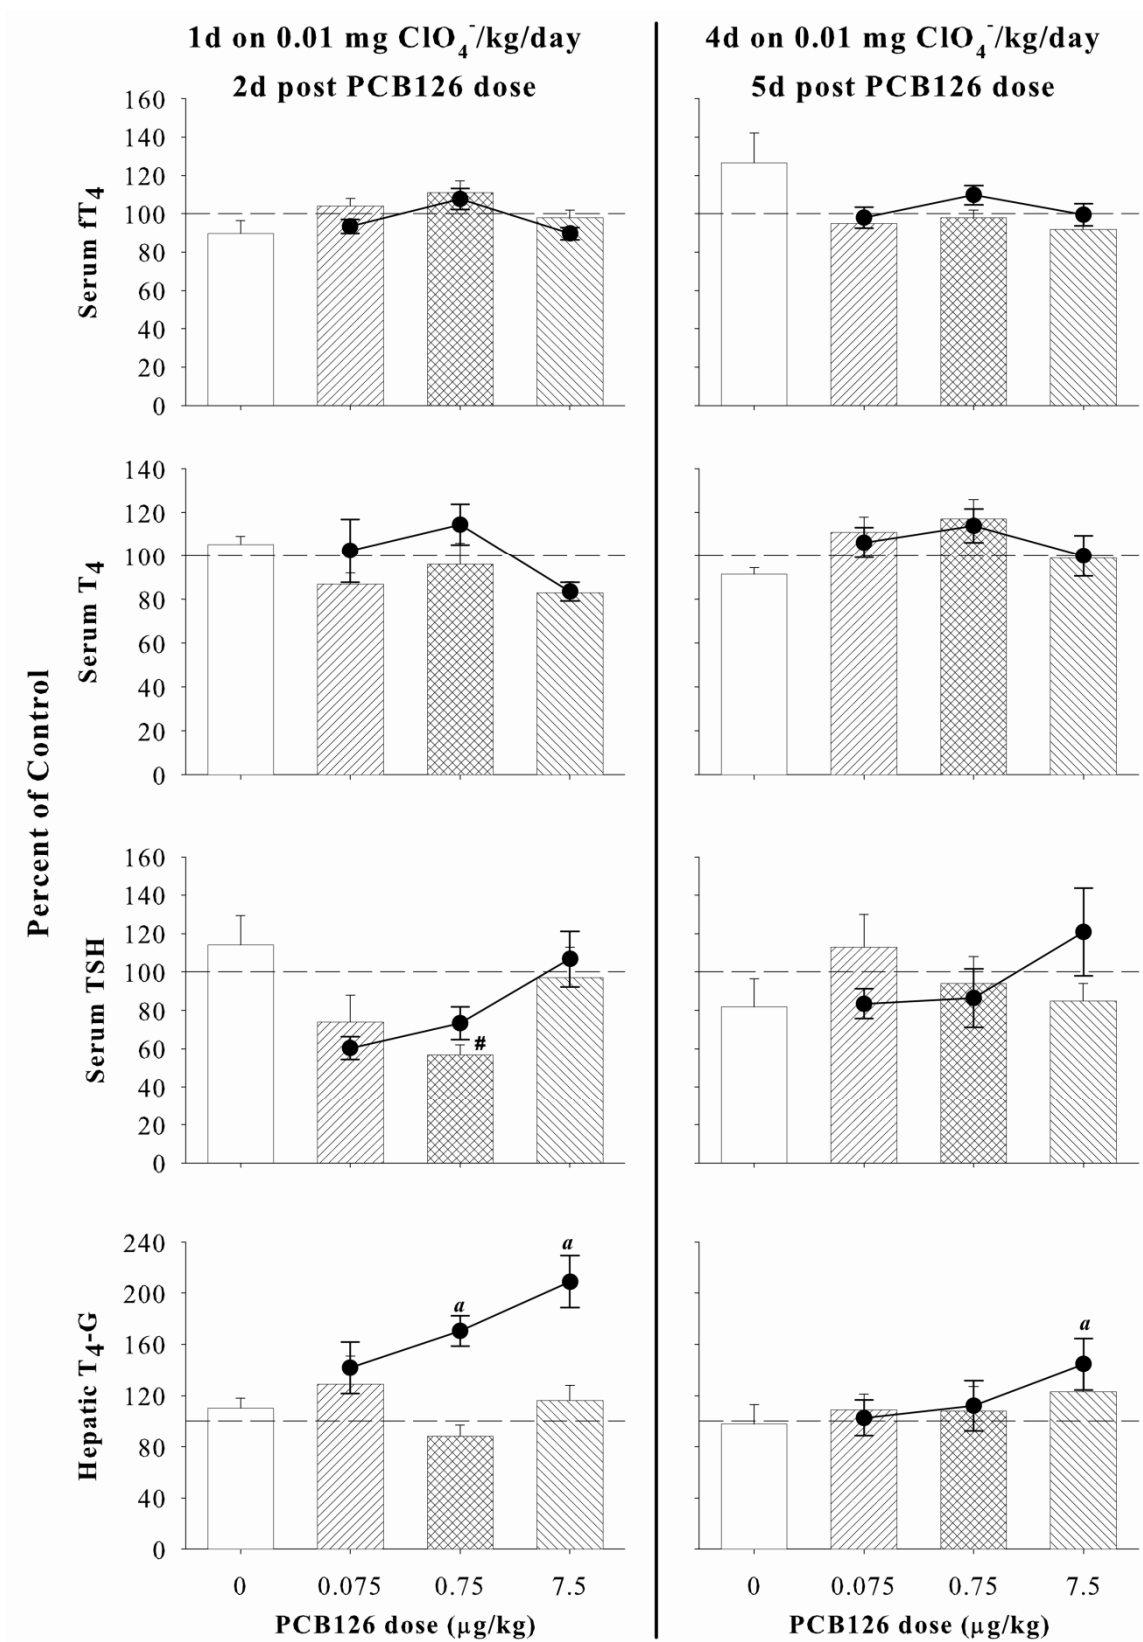 1d on 0.01 mg ClO4-/kg/day
2d post PCB126 dose
4d on 0.01 mg ClO4-/kg/day
5d post PCB126 dose
Percent of Control
Serum fT4
160
140
120
100
80
60
40
20
0
Serum T4
140
120
100
80
60
40
20
0
Serum TSH
160
140
120
100
80
60
40
20
0
#
Hepatic T4-G
240
200
160
120
80
40
0
a
a
a
0 0.075 0.75 7.5
PCB126 dose (μg/kg)
0 0.075 0.75 7.5
PCB126 dose (μg/kg)